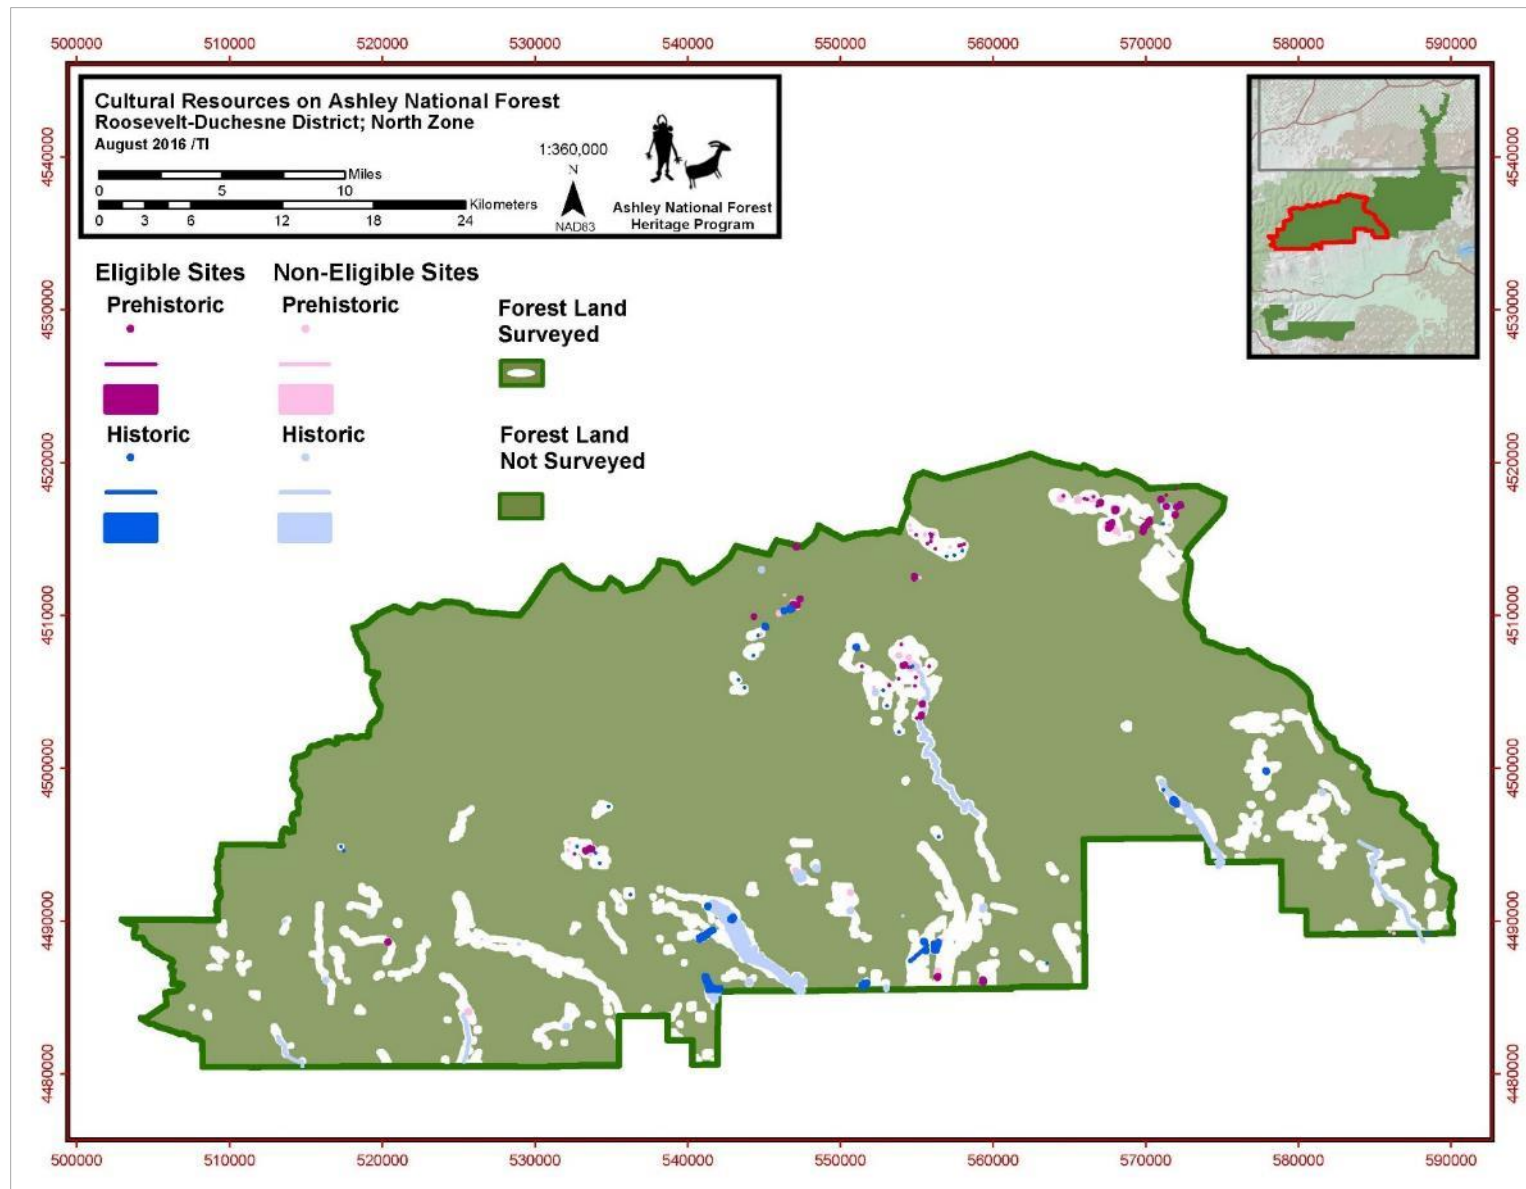 500000 510000 520000 530000 540000 550000 560000 570000 580000 590000
Cultural Resources on Ashley National Forest
Roosevelt-Duchesne District; North Zone
August 2016 /TI
1:360,000
N
NAD83
Miles
0 5 10
Kilometers
0 3 6 12 18 24
Ashley National Forest
Heritage Program
Eligible Sites
Prehistoric
Historic
Non-Eligible Sites
Prehistoric
Historic
Forest Land
Surveyed
Forest Land
Not Surveyed
4540000
4530000
4520000
4510000
4500000
4490000
4480000
4540000
4530000
4520000
4510000
4500000
4490000
4480000
500000 510000 520000 530000 540000 550000 560000 570000 580000 590000